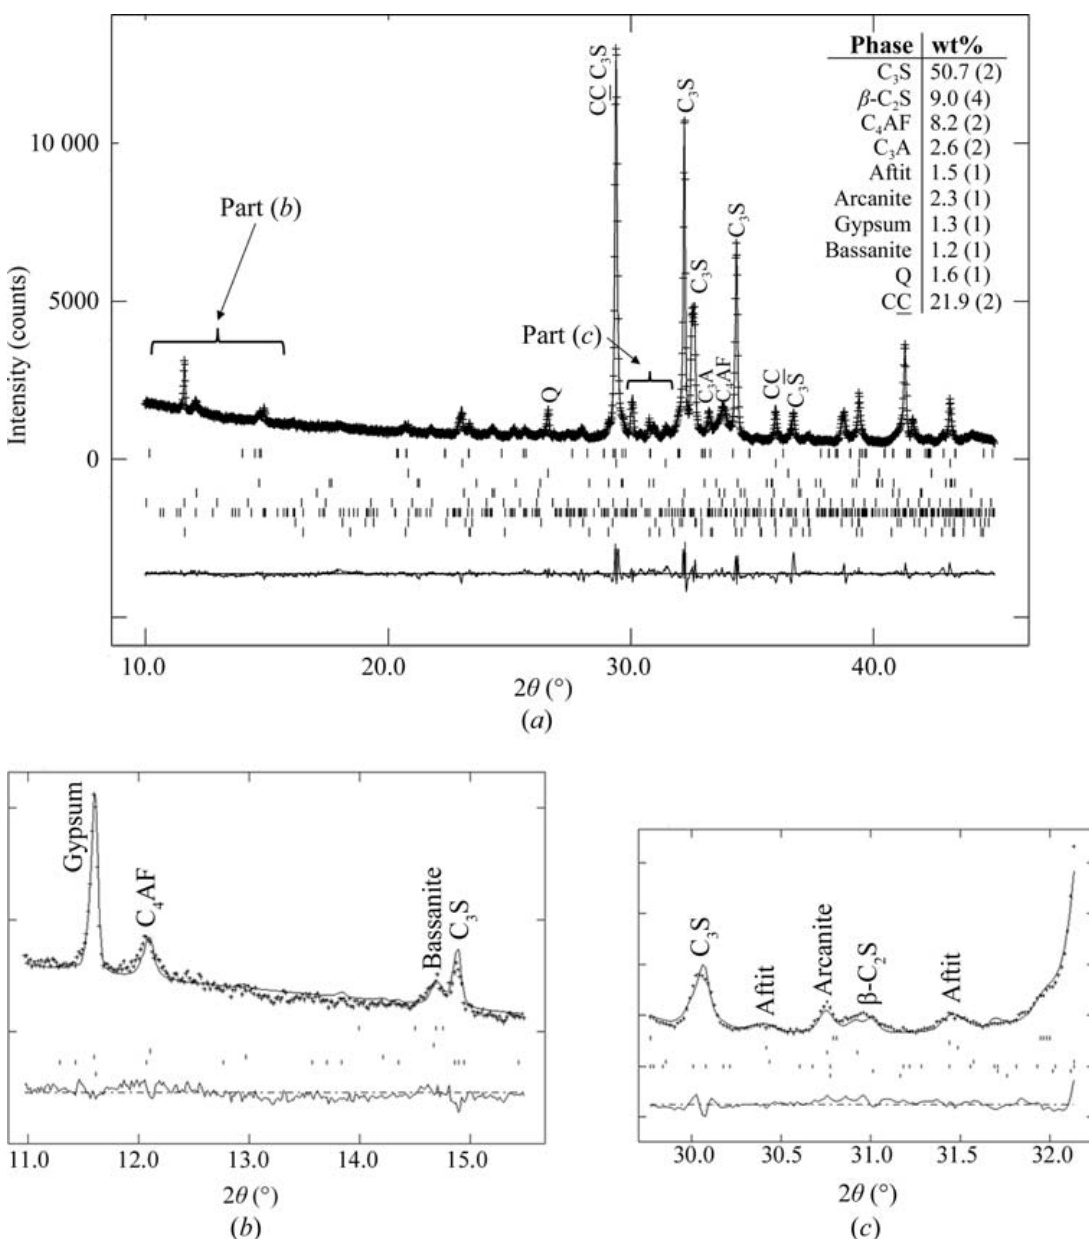 Phase wt%
C₃S 50.7 (2)
β-C₂S 9.0 (4)
C₄AF 8.2 (2)
C₃A 2.6 (2)
Aftit 1.5 (1)
Arcanite 2.3 (1)
Gypsum 1.3 (1)
Bassanite 1.2 (1)
Q 1.6 (1)
CC̲ 21.9 (2)
Intensity (counts)
10 000
5000
0
Part (b)
Part (c)
Q
CC̲ C₃S
C₃S
C₃S
C₃A
C₄AF
C₃S
CC̲
C₃S
10.0 20.0 30.0 40.0
2θ (°)
(a)
Gypsum
C₄AF
Bassanite
C₃S
11.0 12.0 13.0 14.0 15.0
2θ (°)
(b)
C₃S
Aftit
Arcanite
β-C₂S
Aftit
30.0 30.5 31.0 31.5 32.0
2θ (°)
(c)